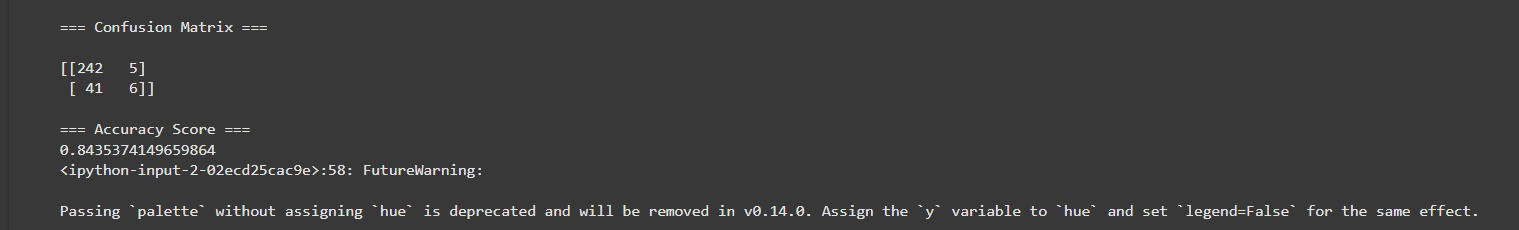 === Confusion Matrix ===
[[242   5]
 [ 41   6]]
=== Accuracy Score ===
0.8435374149659864
<ipython-input-2-02ecd25cac9e>:58: FutureWarning:
Passing `palette` without assigning `hue` is deprecated and will be removed in v0.14.0. Assign the `y` variable to `hue` and set `legend=False` for the same effect.